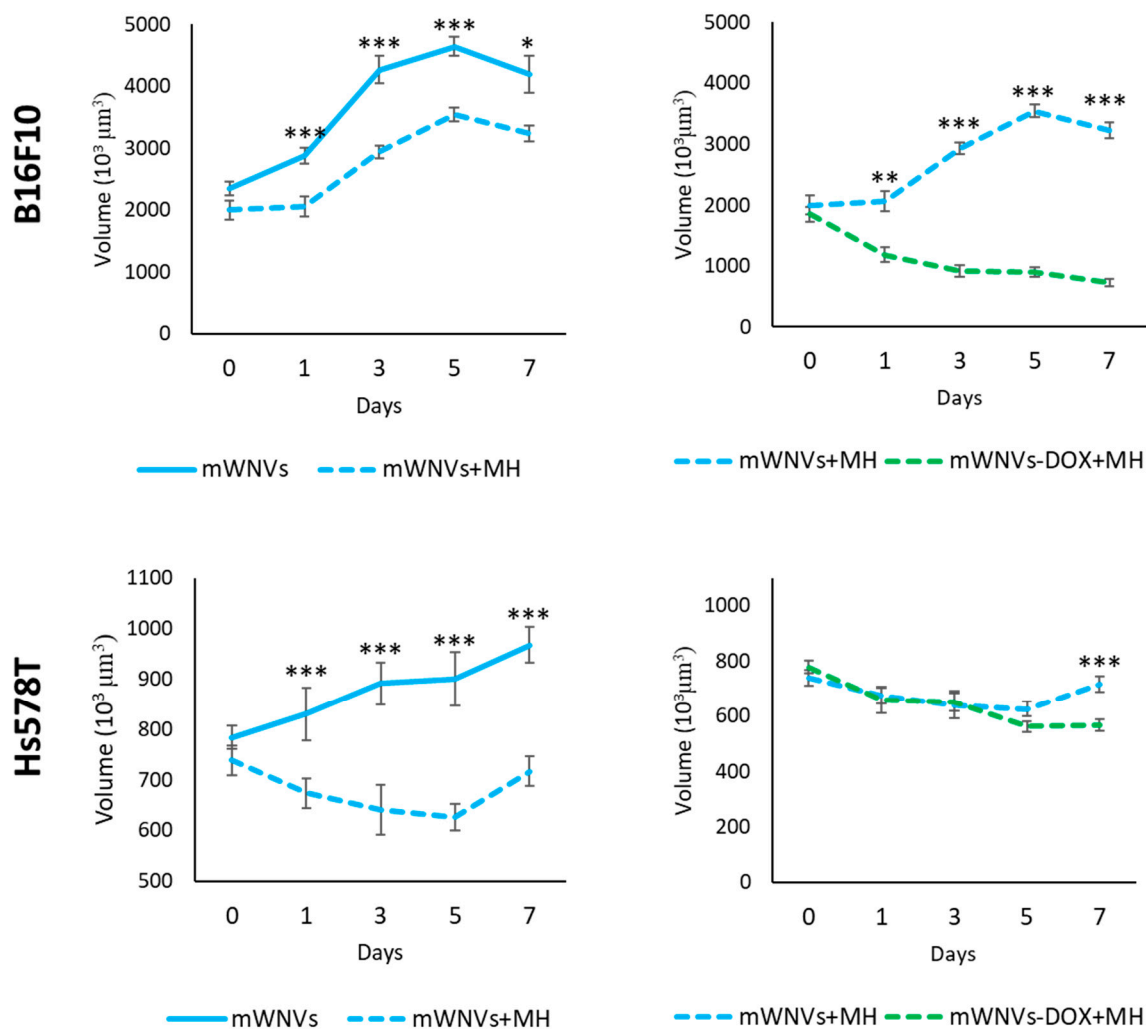 B16F10
Volume (10³ µm³)
5000
4000
3000
2000
1000
0
*** *** *** *
0 1 3 5 7
Days
mWNVs mWNVs+MH
Volume (10³µm³)
5000
4000
3000
2000
1000
0
** *** *** ***
0 1 3 5 7
Days
mWNVs+MH mWNVs-DOX+MH
Hs578T
Volume (10³ µm³)
1100
1000
900
800
700
600
500
*** *** *** ***
0 1 3 5 7
Days
mWNVs mWNVs+MH
Volume (10³µm³)
1000
800
600
400
200
0
***
0 1 3 5 7
Days
mWNVs+MH mWNVs-DOX+MH